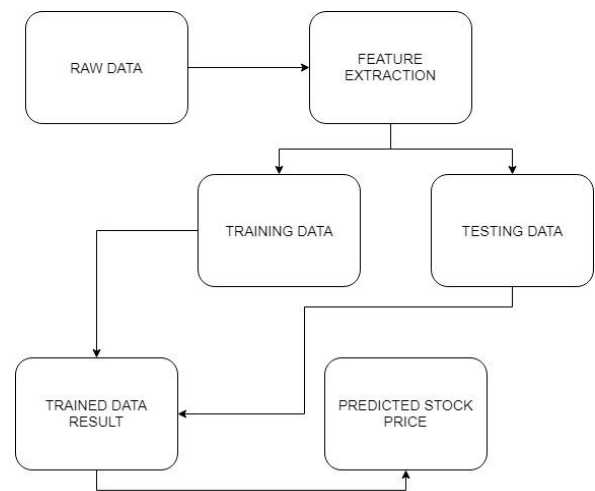 RAW DATA
FEATURE
EXTRACTION
TRAINING DATA
TESTING DATA
TRAINED DATA
RESULT
PREDICTED STOCK
PRICE